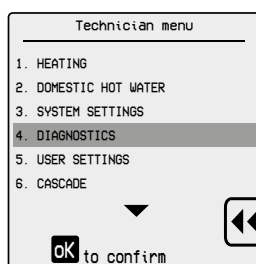 Technician menu
1. HEATING
2. DOMESTIC HOT WATER
3. SYSTEM SETTINGS
4. DIAGNOSTICS
5. USER SETTINGS
6. CASCADE
oK to confirm